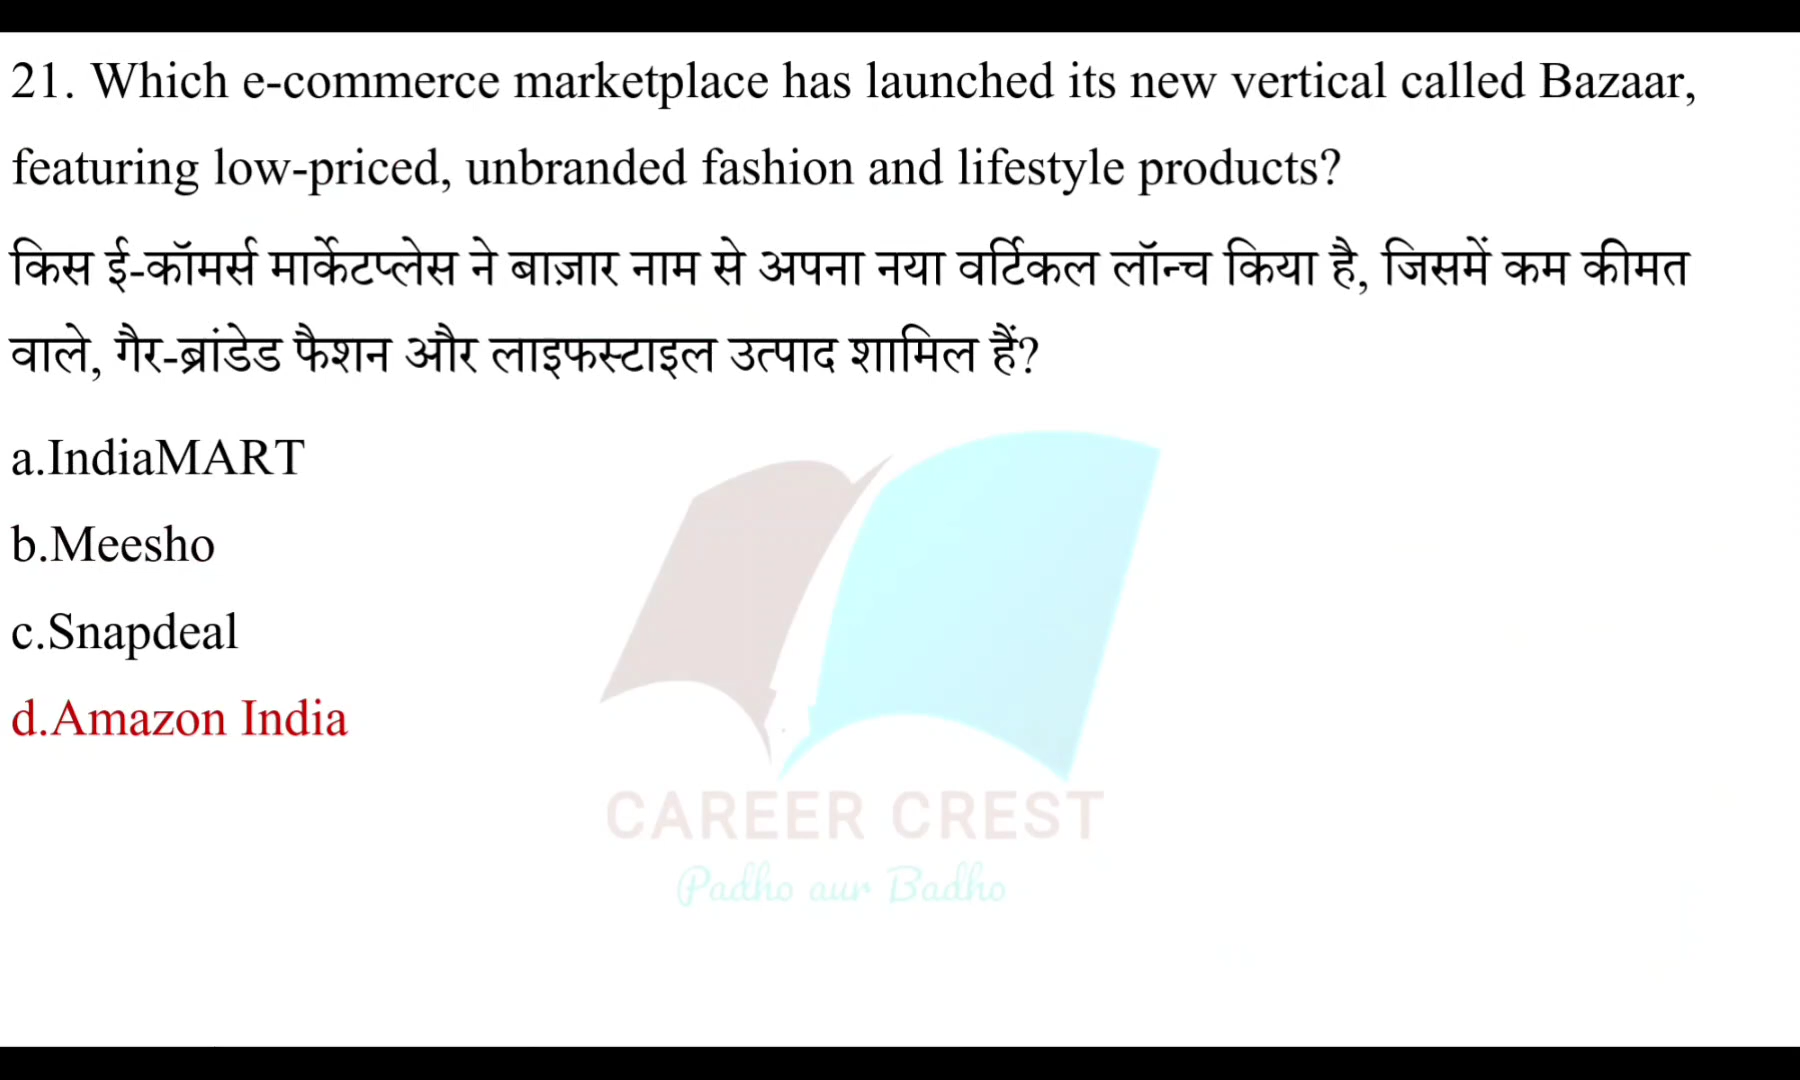 21. Which e-commerce marketplace has launched its new vertical called Bazaar,
featuring low-priced, unbranded fashion and lifestyle products?
किस ई-कॉमर्स मार्केटप्लेस ने बाज़ार नाम से अपना नया वर्टिकल लॉन्च किया है, जिसमें कम कीमत
वाले, गैर-ब्रांडेड फैशन और लाइफस्टाइल उत्पाद शामिल हैं?
a.IndiaMART
b.Meesho
c.Snapdeal
d.Amazon India
CAREER CREST
Padho aur Badho